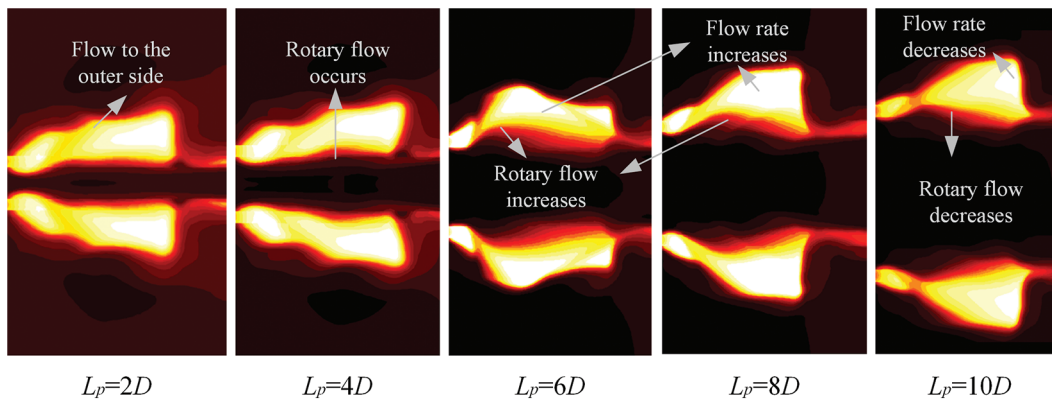 Flow to the
outer side
Rotary flow
occurs
Rotary flow
increases
Flow rate
increases
Flow rate
decreases
Rotary flow
decreases
Lp=2D
Lp=4D
Lp=6D
Lp=8D
Lp=10D